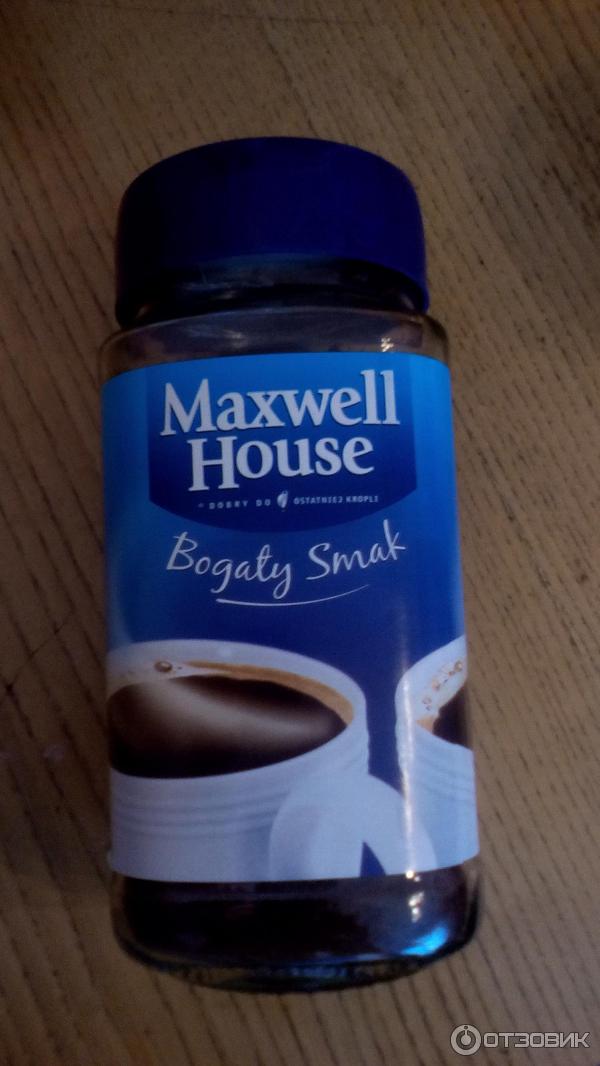 Maxwell
House
DOBRY DO OSTATNIEJ KROPLI
Bogaty Smak
ОТЗОВИК